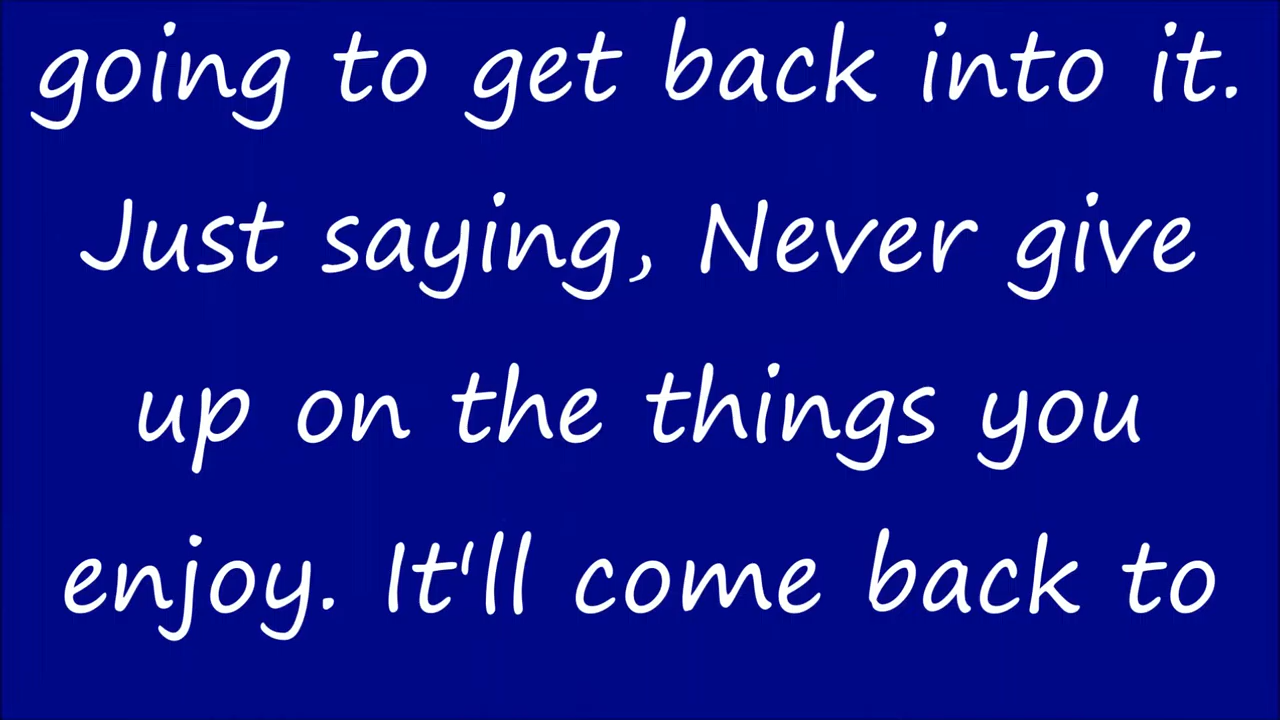 going to get back into it.
Just saying, Never give
up on the things you
enjoy. It'll come back to